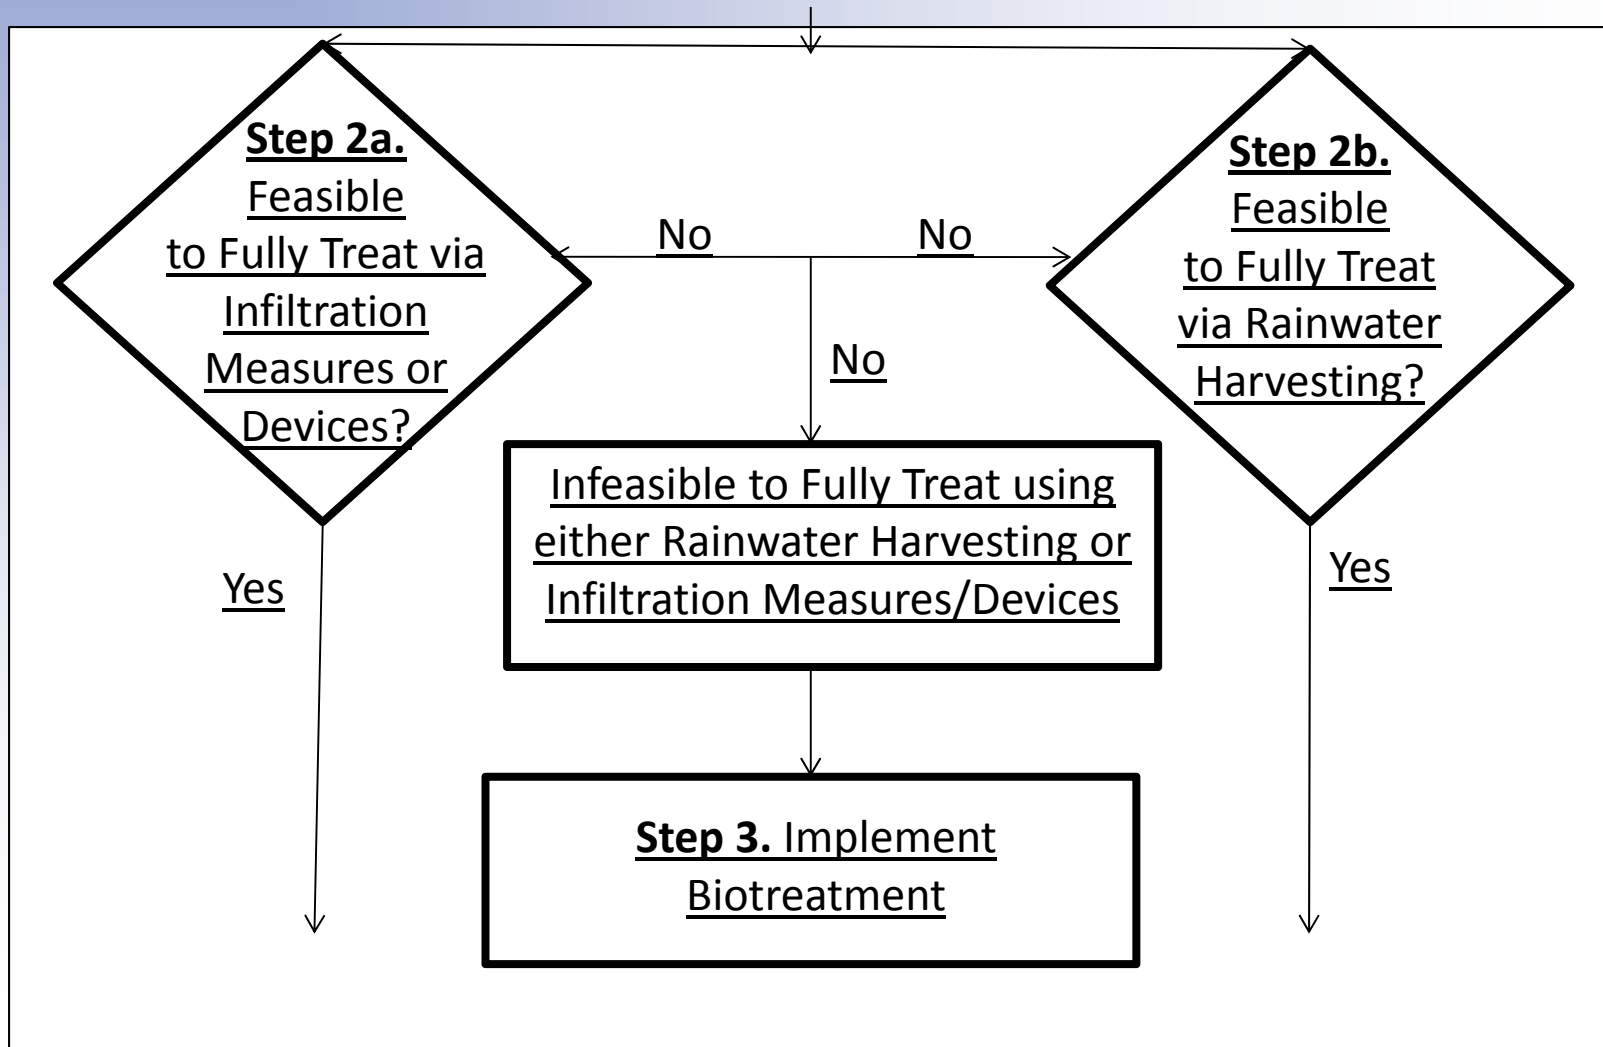 Step 2a.
Feasible
to Fully Treat via
Infiltration
Measures or
Devices?
Step 2b.
Feasible
to Fully Treat
via Rainwater
Harvesting?
No
No
No
Infeasible to Fully Treat using
either Rainwater Harvesting or
Infiltration Measures/Devices
Yes
Yes
Step 3. Implement
Biotreatment